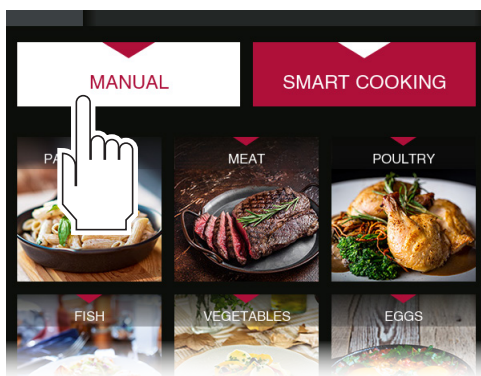 MANUAL
SMART COOKING
MEAT
POULTRY
FISH
VEGETABLES
EGGS